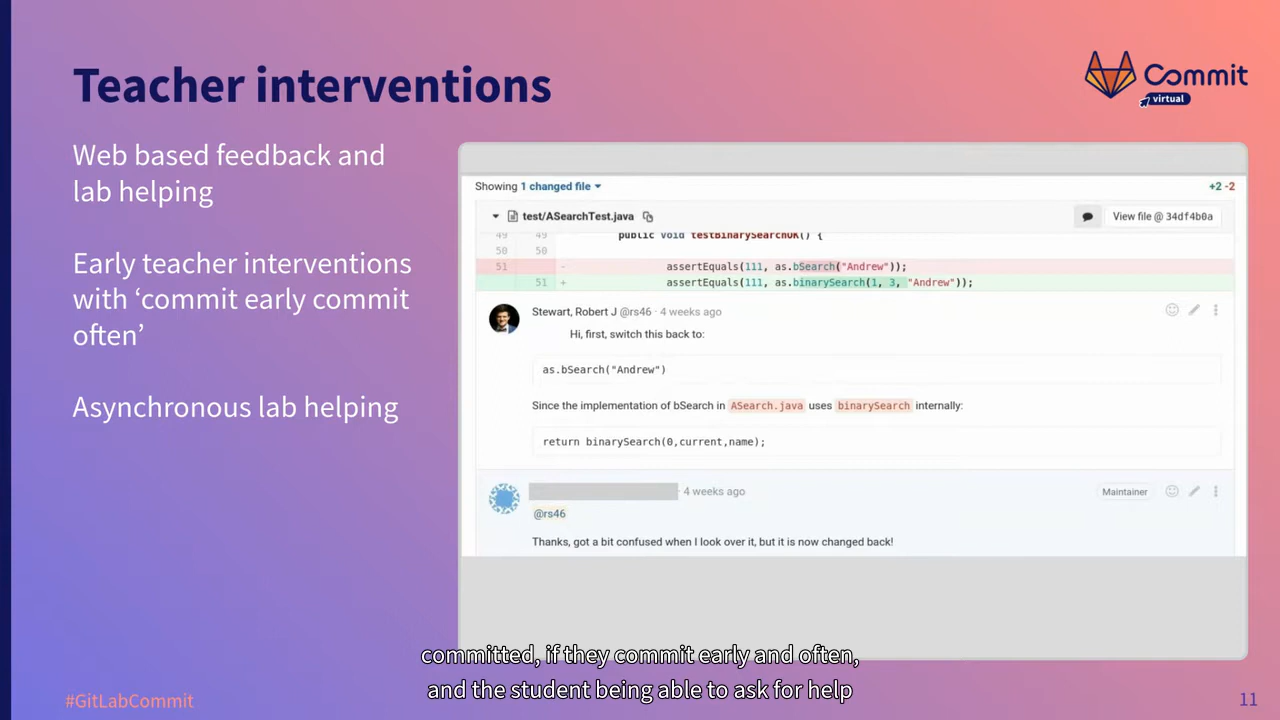 Teacher interventions
Commit
virtual
Web based feedback and
lab helping
Early teacher interventions
with ‘commit early commit
often’
Asynchronous lab helping
Showing 1 changed file
+2 -2
test/ASearchTest.java
View file @ 34df4b0a
49 49 public void testBinarySearchOK() {
50 50
51 - assertEquals(111, as.bSearch("Andrew"));
51 + assertEquals(111, as.binarySearch(1, 3, "Andrew"));
Stewart, Robert J @rs46 · 4 weeks ago
Hi, first, switch this back to:
as.bSearch("Andrew")
Since the implementation of bSearch in ASearch.java uses binarySearch internally:
return binarySearch(0,current,name);
· 4 weeks ago
Maintainer
@rs46
Thanks, got a bit confused when I look over it, but it is now changed back!
committed, if they commit early and often,
and the student being able to ask for help
#GitLabCommit
11